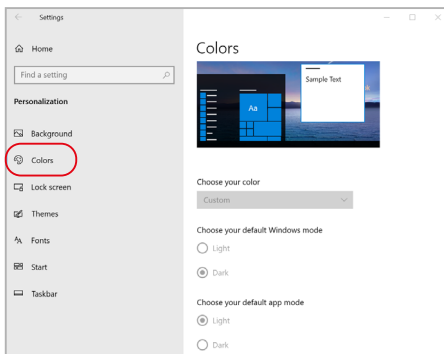 Settings
Home
Find a setting
Personalization
Background
Colors
Lock screen
Themes
Fonts
Start
Taskbar
Colors
Sample Text
Aa
Choose your color
Custom
Choose your default Windows mode
Light
Dark
Choose your default app mode
Light
Dark